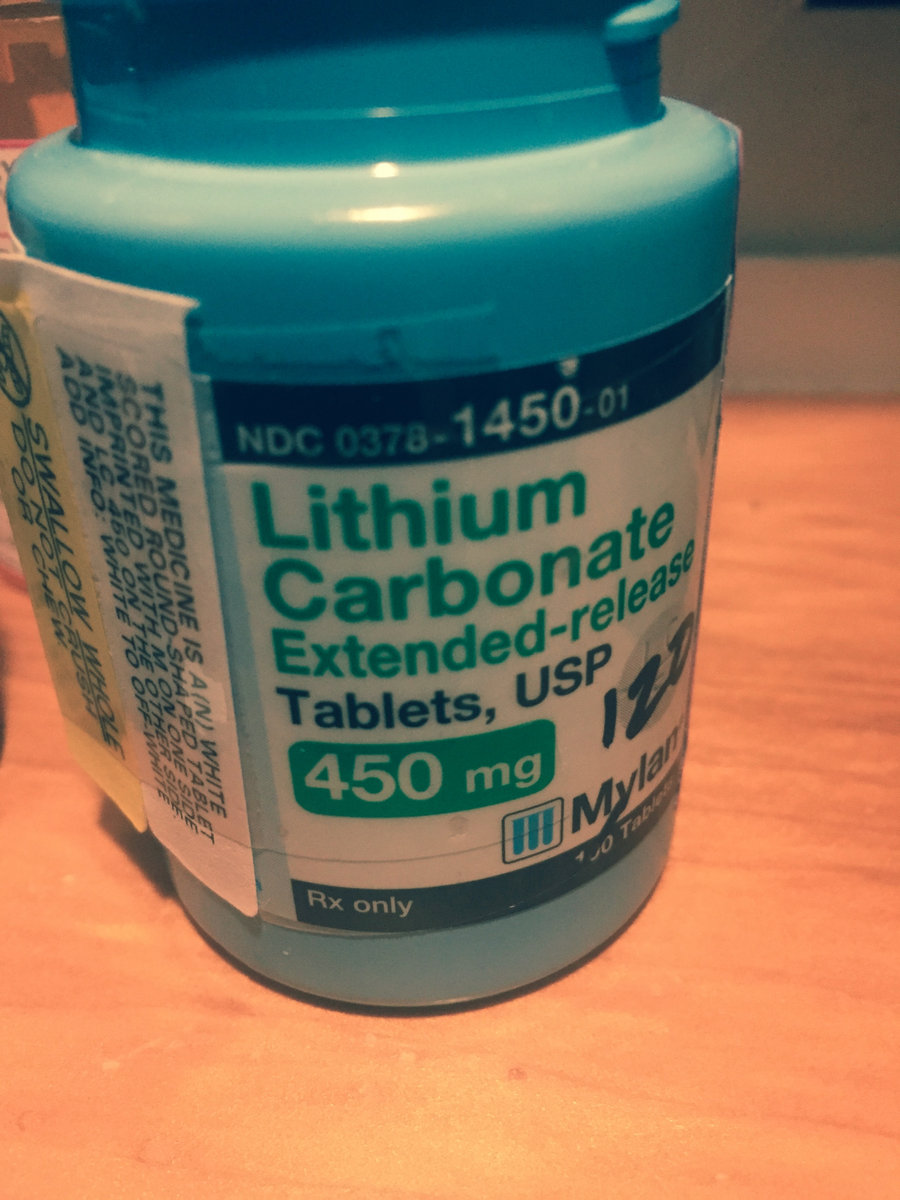 NDC 0378-1450-01
Lithium
Carbonate
Extended-release
Tablets, USP
120
450 mg
Mylan
Rx only
THIS MEDICINE IS A(N) WHITE
ROUND-SHAPED TABLET
SCORED WITH M ON ONE SIDE
IMPRINTED WITH THE OTHER SIDE
AND LC 450 ON THE
ADD INFO: WHITE TO OFF-WHITE
SWALLOW WHOLE
DO NOT CHEW
OR CRUSH